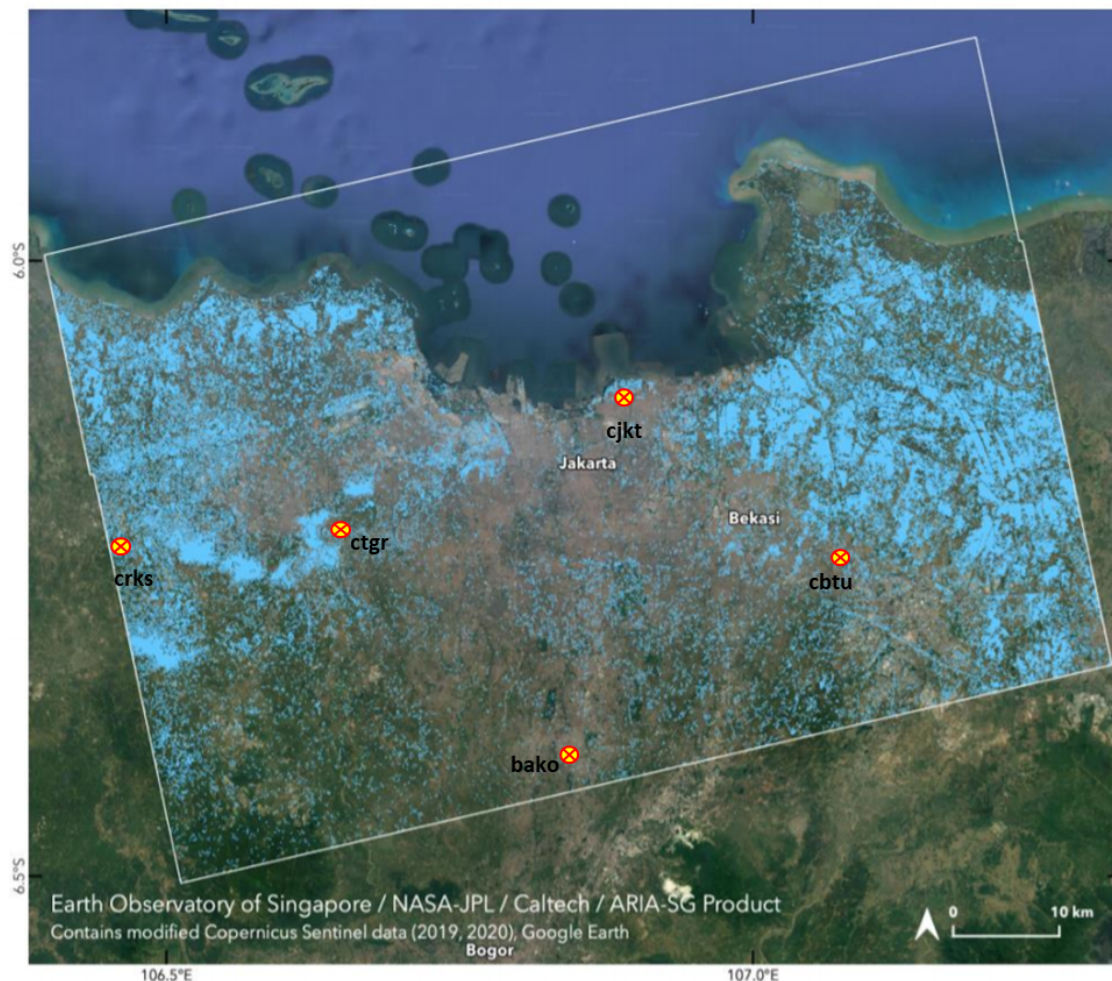 6.0°S
cjkt
Jakarta
Bekasi
ctgr
crks
cbtu
bako
6.5°S
Earth Observatory of Singapore / NASA-JPL / Caltech / ARIA-SG Product
Contains modified Copernicus Sentinel data (2019, 2020), Google Earth
Bogor
0 10 km
106.5°E 107.0°E